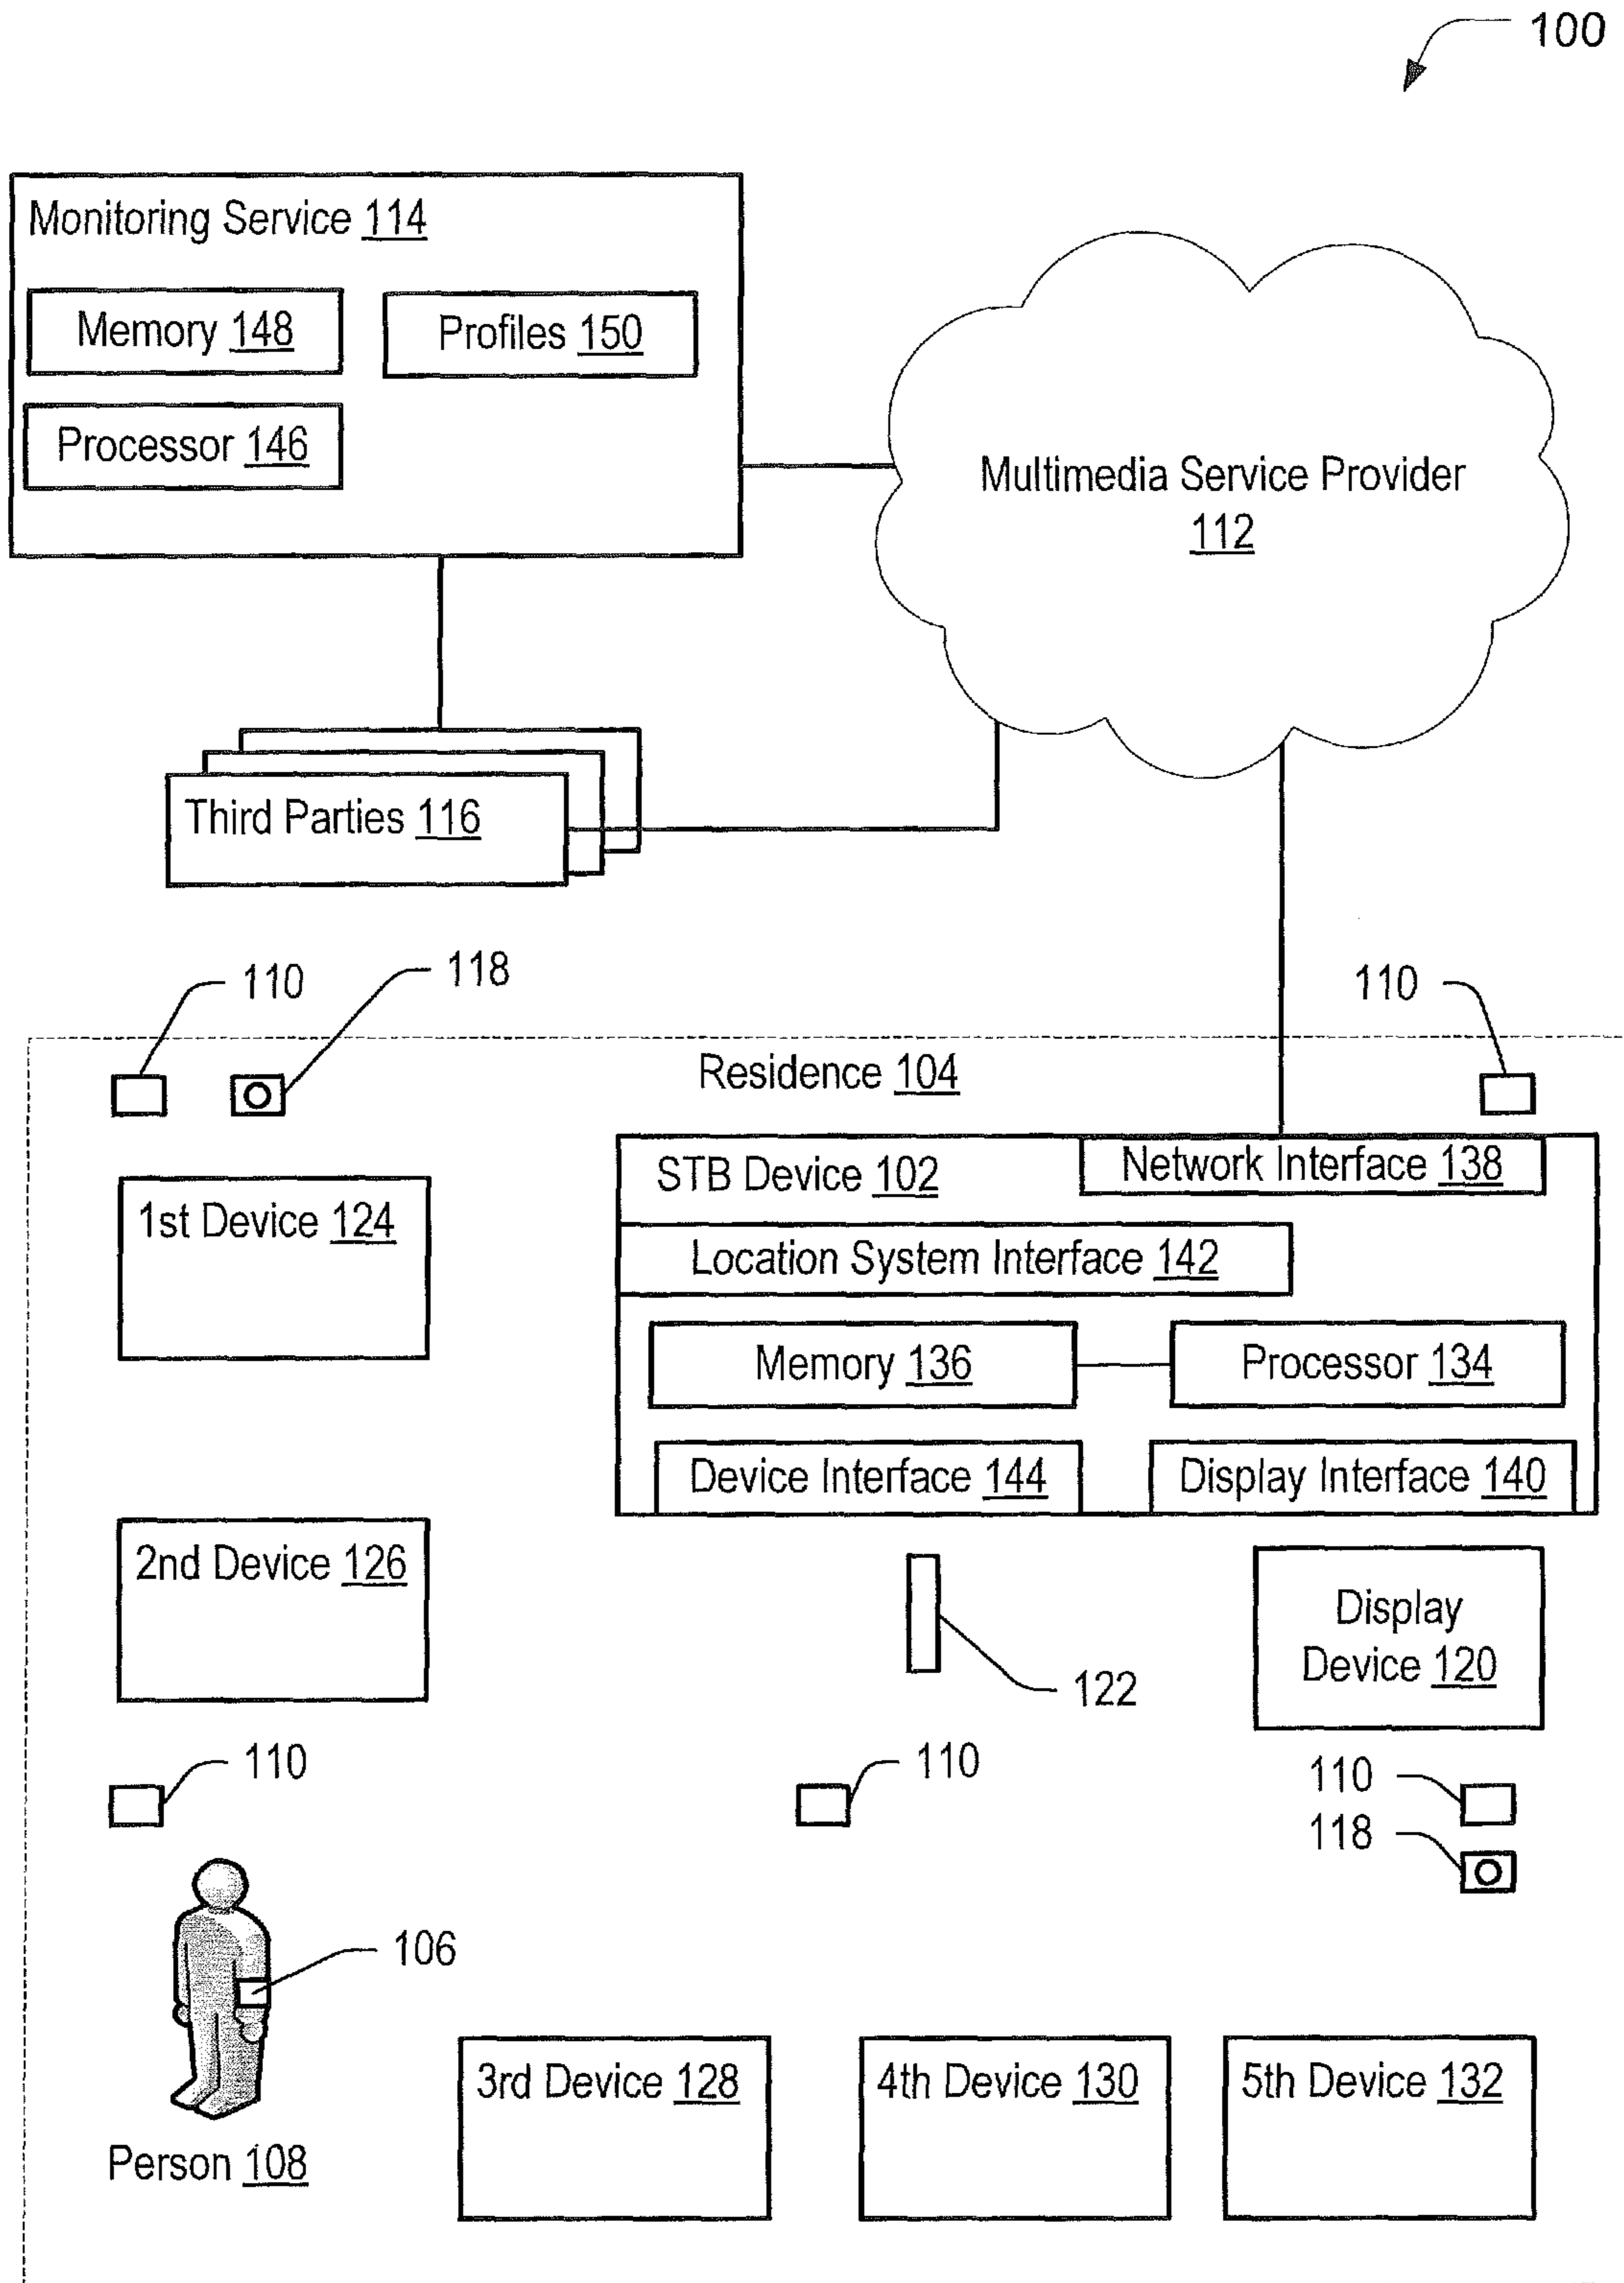 100
Monitoring Service 114
Memory 148
Profiles 150
Processor 146
Multimedia Service Provider
112
Third Parties 116
110
118
110
Residence 104
STB Device 102
Network Interface 138
1st Device 124
Location System Interface 142
Memory 136
Processor 134
Device Interface 144
Display Interface 140
2nd Device 126
Display
Device 120
122
110
110
110
118
106
3rd Device 128
4th Device 130
5th Device 132
Person 108